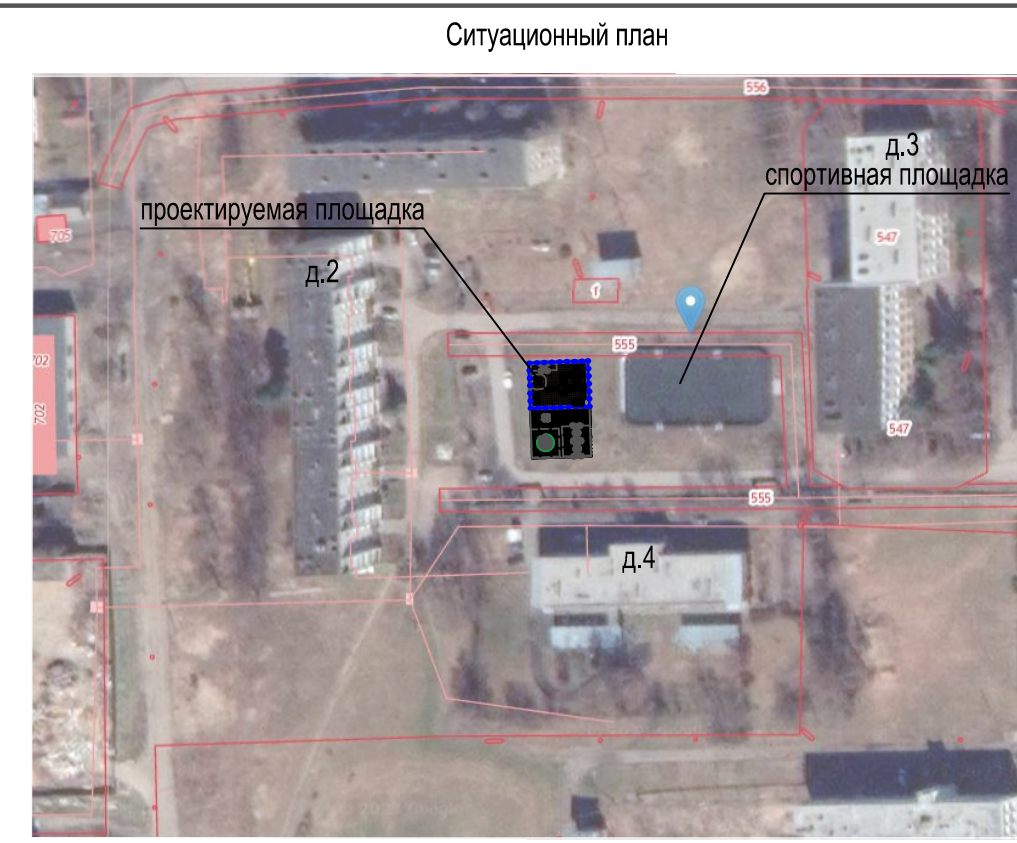 Ситуационный план
556
д.3
спортивная площадка
проектируемая площадка
705
547
д.2
1
555
702
702
547
555
д.4